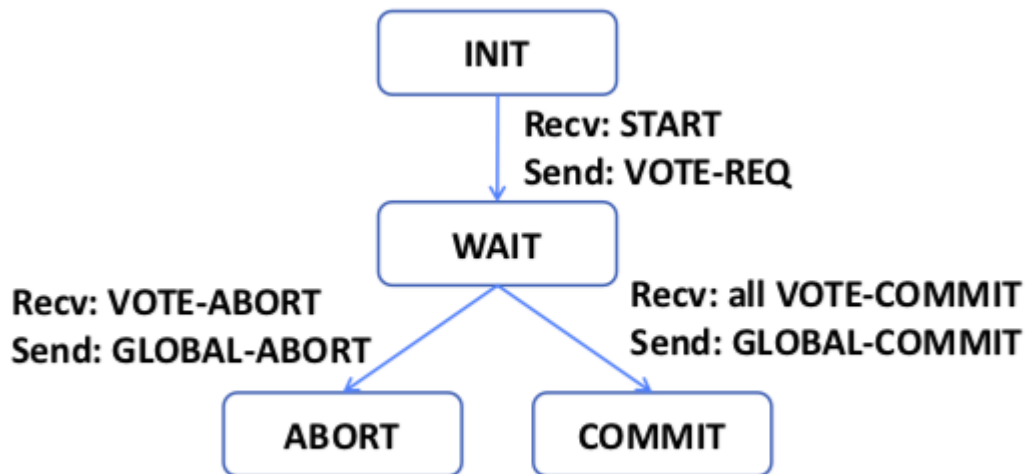 INIT
Recv: START
Send: VOTE-REQ
WAIT
Recv: VOTE-ABORT
Send: GLOBAL-ABORT
Recv: all VOTE-COMMIT
Send: GLOBAL-COMMIT
ABORT
COMMIT